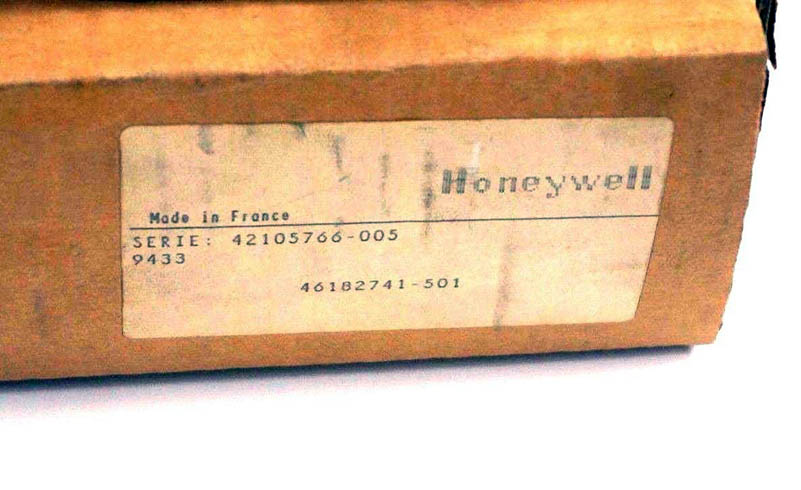 Honeywell
Made in France
SERIE: 42105766-005
9433
46182741-501